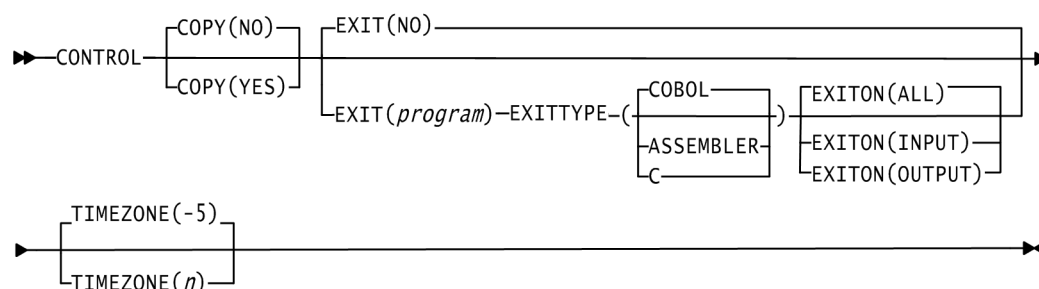 COPY(NO) EXIT(NO)
CONTROL
COPY(YES)
COBOL EXITON(ALL)
EXIT(program) EXITTYPE ( )
ASSEMBLER EXITON(INPUT)
C EXITON(OUTPUT)
TIMEZONE(-5)
TIMEZONE(n)